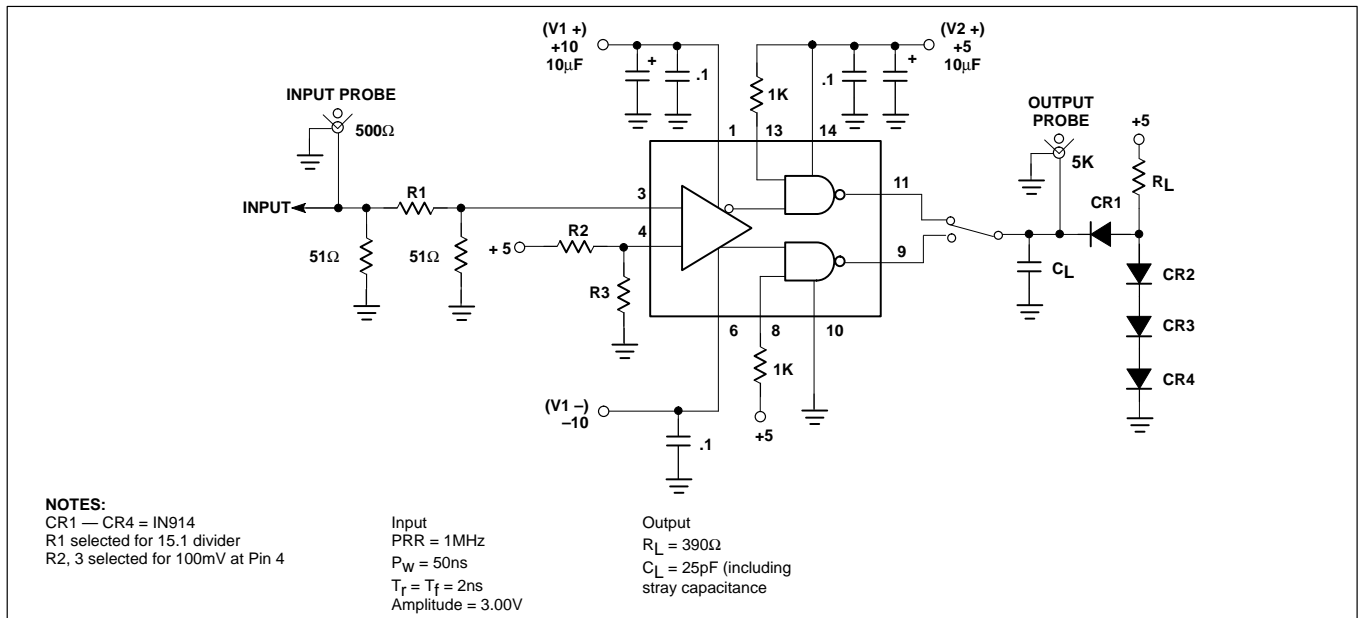 (V1 +)
+10
10μF
+
.1
(V2 +)
+5
10μF
+
.1
1K
INPUT PROBE
500Ω
OUTPUT
PROBE
5K
+5
RL
1
13
14
INPUT
R1
3
11
CR1
51Ω
51Ω
+ 5
R2
4
9
CL
CR2
R3
CR3
6
8
10
CR4
1K
(V1 –)
–10
.1
+5
NOTES:
CR1 — CR4 = IN914
R1 selected for 15.1 divider
R2, 3 selected for 100mV at Pin 4
Input
PRR = 1MHz
PW = 50ns
Tr = Tf = 2ns
Amplitude = 3.00V
Output
RL = 390Ω
CL = 25pF (including
stray capacitance